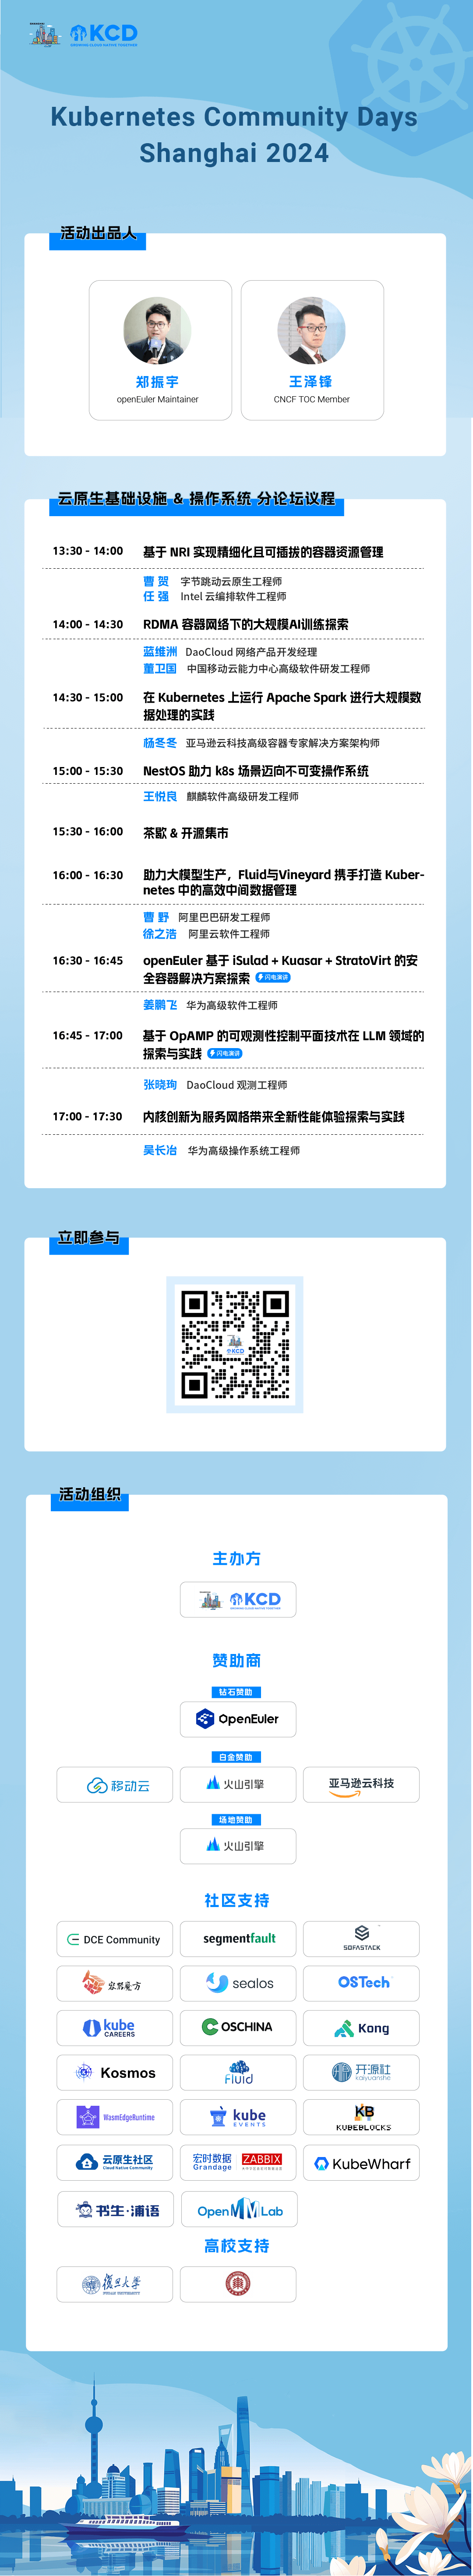 KCD
GROWING CLOUD NATIVE TOGETHER
Kubernetes Community Days
Shanghai 2024
活动出品人
郑振宇
openEuler Maintainer
王泽锋
CNCF TOC Member
云原生基础设施 & 操作系统 分论坛议程
13:30 - 14:00
基于 NRI 实现精细化且可插拔的容器资源管理
曹 贺 字节跳动云原生工程师
任 强 Intel 云编排软件工程师
14:00 - 14:30
RDMA 容器网络下的大规模AI训练探索
蓝维洲 DaoCloud 网络产品开发经理
董卫国 中国移动云能力中心高级软件研发工程师
14:30 - 15:00
在 Kubernetes 上运行 Apache Spark 进行大规模数
据处理的实践
杨冬冬 亚马逊云科技高级容器专家解决方案架构师
15:00 - 15:30
NestOS 助力 k8s 场景迈向不可变操作系统
王悦良 麒麟软件高级研发工程师
15:30 - 16:00
茶歇 & 开源集市
16:00 - 16:30
助力大模型生产，Fluid与Vineyard 携手打造 Kuber-
netes 中的高效中间数据管理
曹 野 阿里巴巴研发工程师
徐之浩 阿里云软件工程师
16:30 - 16:45
openEuler 基于 iSulad + Kuasar + StratoVirt 的安
全容器解决方案探索 闪电演讲
姜鹏飞 华为高级软件工程师
16:45 - 17:00
基于 OpAMP 的可观测性控制平面技术在 LLM 领域的
探索与实践 闪电演讲
张晓珣 DaoCloud 观测工程师
17:00 - 17:30
内核创新为服务网格带来全新性能体验探索与实践
吴长冶 华为高级操作系统工程师
立即参与
KCD
活动组织
主办方
KCD
GROWING CLOUD NATIVE TOGETHER
赞助商
钻石赞助
OpenEuler
白金赞助
移动云
火山引擎
亚马逊云科技
场地赞助
火山引擎
社区支持
DCE Community
segmentfault
SOFASTACK
容器魔方
sealos
OSTech
kube
CAREERS
OSCHINA
Kong
Kosmos
Fluid
开源社
kaiyuanshe
WasmEdgeRuntime
kube
EVENTS
KB
KUBEBLOCKS
云原生社区
Cloud Native Community
宏时数据
Grandage
ZABBIX
KubeWharf
书生·浦语
OpenMMLab
高校支持
復旦大学
FUDAN UNIVERSITY